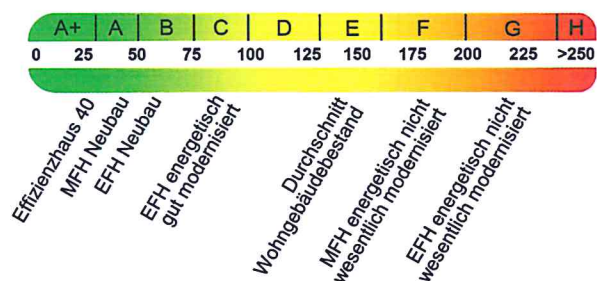 A+ A B C D E F G H
0 25 50 75 100 125 150 175 200 225 >250
Effizienzhaus 40
MFH Neubau
EFH Neubau
EFH energetisch
gut modernisiert
Durchschnitt
Wohngebäudebestand
MFH energetisch nicht
wesentlich modernisiert
EFH energetisch nicht
wesentlich modernisiert